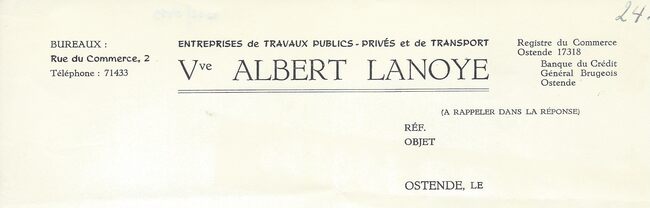 24.
BUREAUX :
Rue du Commerce, 2
Téléphone : 71433
ENTREPRISES de TRAVAUX PUBLICS - PRIVÉS et de TRANSPORT
Vve ALBERT LANOYE
Registre du Commerce
Ostende 17318
Banque du Crédit
Général Brugeois
Ostende
(A RAPPELER DANS LA RÉPONSE)
RÉF.
OBJET
OSTENDE, LE